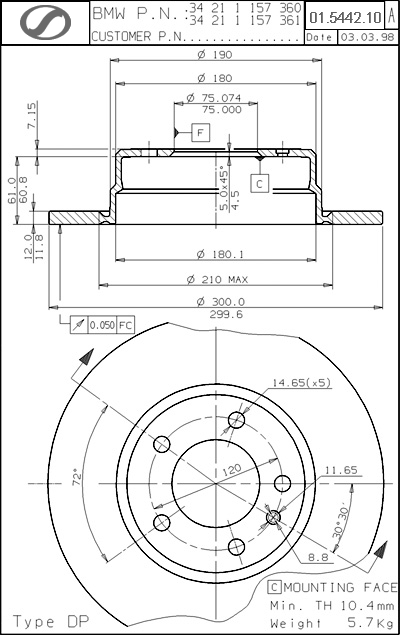 BMW P.N. :34 21 1 157 360
:34 21 1 157 361
CUSTOMER P.N.................
01.5442.10 A
Date 03.03.98
Ø 190
Ø 180
Ø 75.074
75.000
7.15
F
C
61.0
60.8
5.0x45°
4.5
12.0
11.8
Ø 180.1
Ø 210 MAX
Ø 300.0
299.6
0.050 FC
14.65(x5)
72°
120
11.65
30°30'
8.8
C MOUNTING FACE
Min. TH 10.4mm
Type DP
Weight 5.7Kg